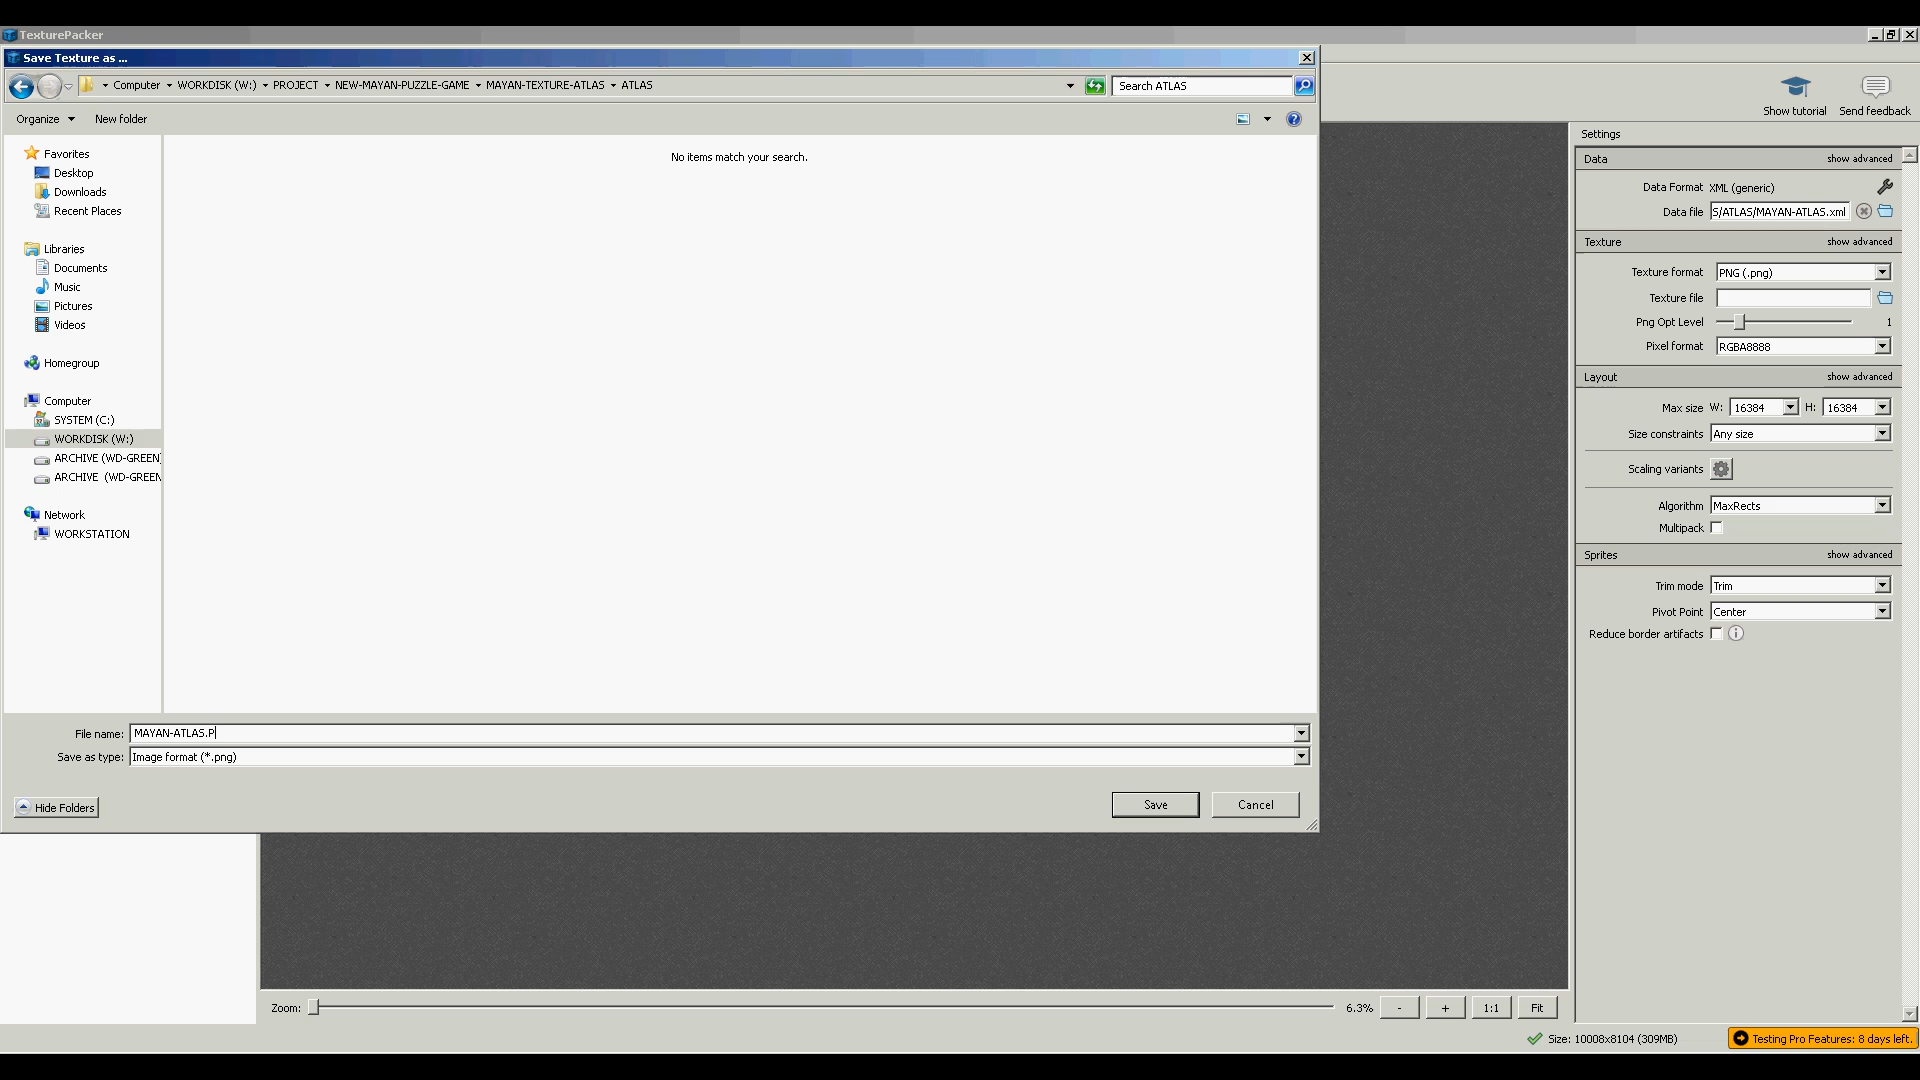 TexturePacker
Save Texture as ...
Computer WORKDISK (W:) PROJECT NEW-MAYAN-PUZZLE-GAME MAYAN-TEXTURE-ATLAS ATLAS
Search ATLAS
Organize New folder
Show tutorial Send feedback
No items match your search.
Favorites
Desktop
Downloads
Recent Places
Libraries
Documents
Music
Pictures
Videos
Homegroup
Computer
SYSTEM (C:)
WORKDISK (W:)
ARCHIVE (WD-GREEN)
ARCHIVE (WD-GREEN
Network
WORKSTATION
File name: MAYAN-ATLAS.P
Save as type: Image format (*.png)
Hide Folders
Save Cancel
Settings
Data show advanced
Data Format XML (generic)
Data file S/ATLAS/MAYAN-ATLAS.xml
Texture show advanced
Texture format PNG (.png)
Texture file
Png Opt Level 1
Pixel format RGBA8888
Layout show advanced
Max size W: 16384 H: 16384
Size constraints Any size
Scaling variants
Algorithm MaxRects
Multipack
Sprites show advanced
Trim mode Trim
Pivot Point Center
Reduce border artifacts
Zoom: 6.3% - + 1:1 Fit
Size: 10008x8104 (309MB)
Testing Pro Features: 8 days left.